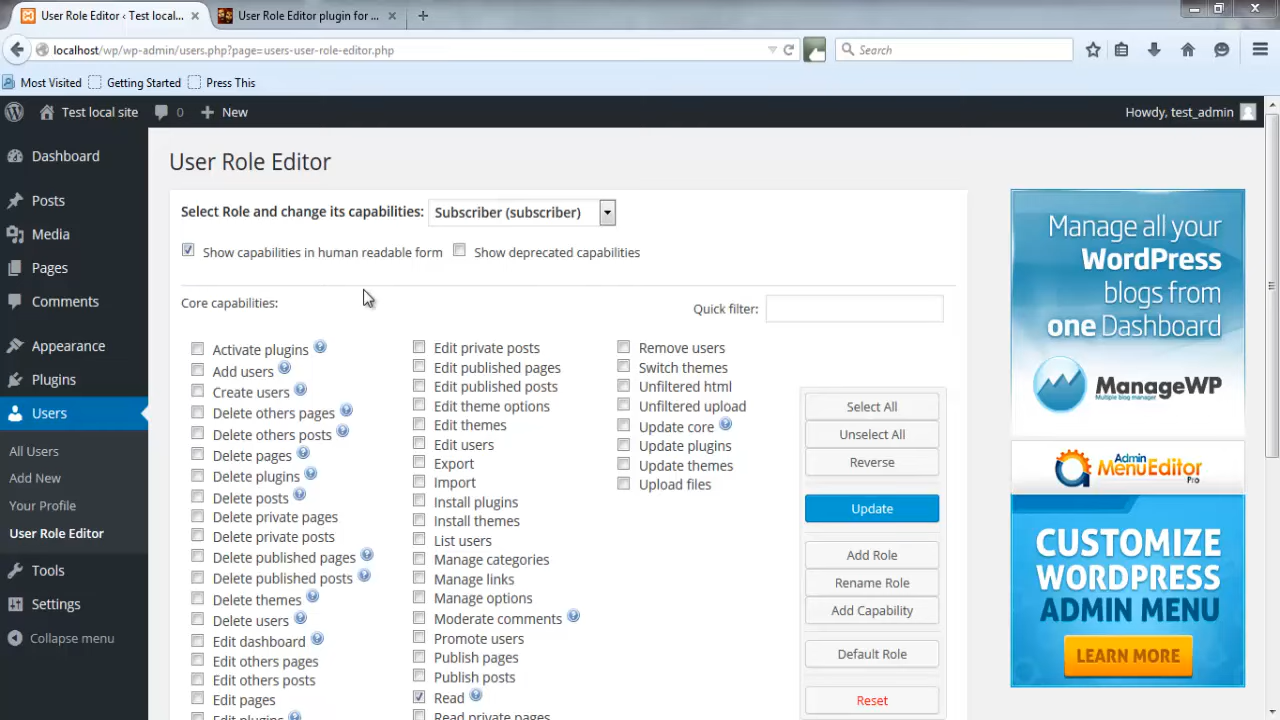 User Role Editor ‹ Test local...
User Role Editor plugin for ...
localhost/wp/wp-admin/users.php?page=users-user-role-editor.php
Search
Most Visited
Getting Started
Press This
Test local site
0
New
Howdy, test_admin
Dashboard
Posts
Media
Pages
Comments
Appearance
Plugins
Users
All Users
Add New
Your Profile
User Role Editor
Tools
Settings
Collapse menu
User Role Editor
Select Role and change its capabilities:
Subscriber (subscriber)
Show capabilities in human readable form
Show deprecated capabilities
Core capabilities:
Quick filter:
Activate plugins
Add users
Create users
Delete others pages
Delete others posts
Delete pages
Delete plugins
Delete posts
Delete private pages
Delete private posts
Delete published pages
Delete published posts
Delete themes
Delete users
Edit dashboard
Edit others pages
Edit others posts
Edit pages
Edit plugins
Edit private posts
Edit published pages
Edit published posts
Edit theme options
Edit themes
Edit users
Export
Import
Install plugins
Install themes
List users
Manage categories
Manage links
Manage options
Moderate comments
Promote users
Publish pages
Publish posts
Read
Read private pages
Remove users
Switch themes
Unfiltered html
Unfiltered upload
Update core
Update plugins
Update themes
Upload files
Select All
Unselect All
Reverse
Update
Add Role
Rename Role
Add Capability
Default Role
Reset
Manage all your
WordPress
blogs from
one Dashboard
ManageWP
Multiple blog manager
Admin
MenuEditor
Pro
CUSTOMIZE
WORDPRESS
ADMIN MENU
LEARN MORE